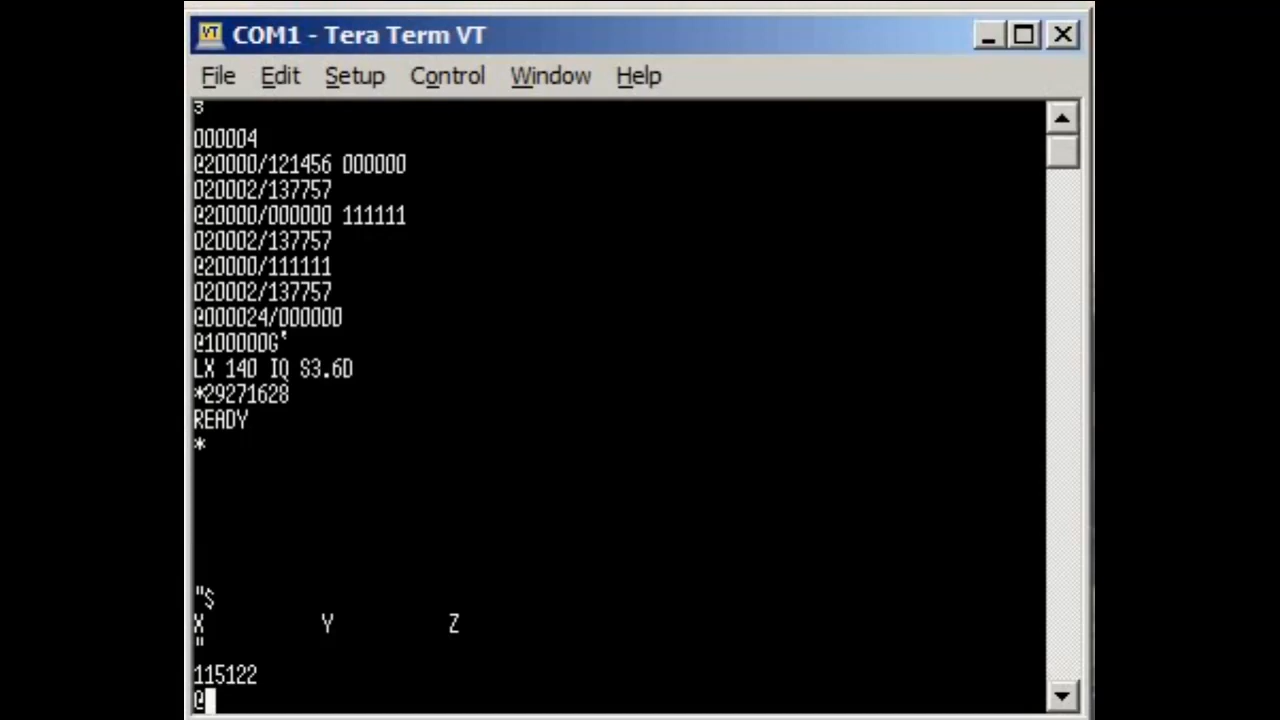 COM1 - Tera Term VT
File Edit Setup Control Window Help
3
000004
@20000/121456 000000
020002/137757
@20000/000000 111111
020002/137757
@20000/111111
020002/137757
@000024/000000
@100000G‛
LX 140 IQ S3.6D
*29271628
READY
*
"S
X Y Z
"
115122
@